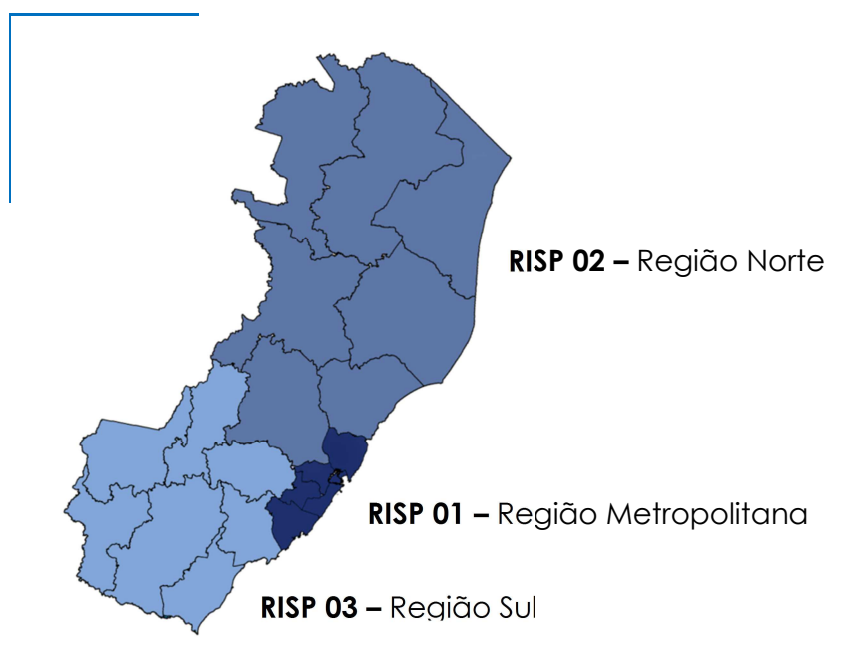 RISP 02 – Região Norte
RISP 01 – Região Metropolitana
RISP 03 – Região Sul